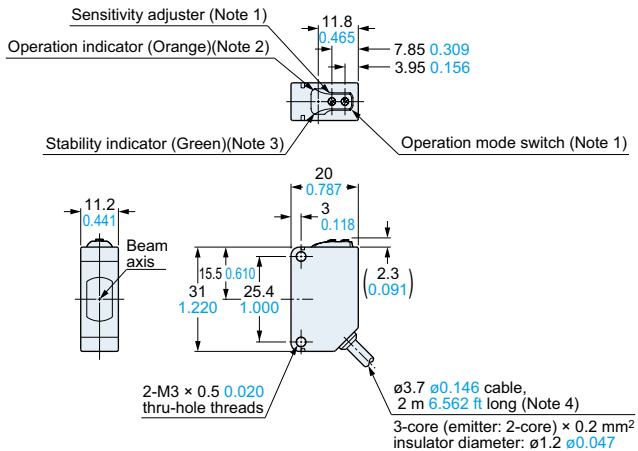 Sensitivity adjuster (Note 1)
11.8
0.465
Operation indicator (Orange)(Note 2)
7.85 0.309
3.95 0.156
Stability indicator (Green)(Note 3)
Operation mode switch (Note 1)
20
0.787
11.2
0.441
3
0.118
Beam
axis
15.5 0.610
2.3
(0.091)
31
1.220
25.4
1.000
2-M3 × 0.5 0.020
thru-hole threads
ø3.7 ø0.146 cable,
2 m 6.562 ft long (Note 4)
3-core (emitter: 2-core) × 0.2 mm²
insulator diameter: ø1.2 ø0.047